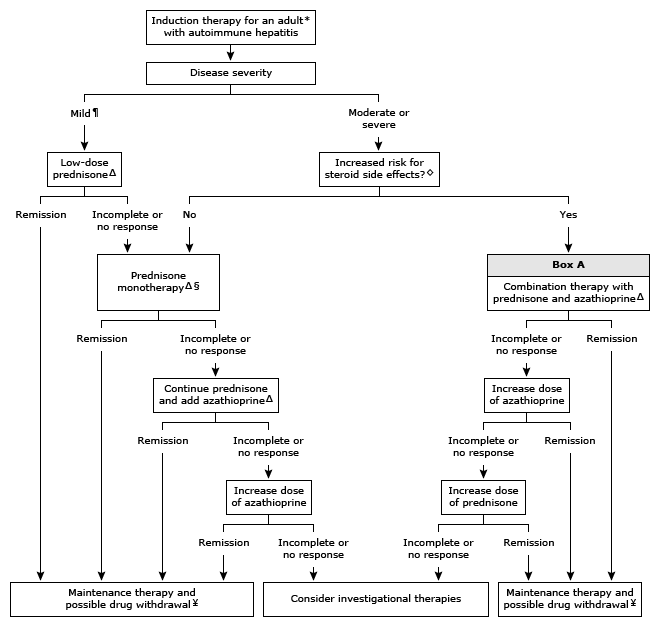 Induction therapy for an adult*
with autoimmune hepatitis
Disease severity
Mild¶
Moderate or
severe
Low-dose
prednisoneΔ
Increased risk for
steroid side effects?◊
Remission
Incomplete or
no response
No
Yes
Prednisone
monotherapyΔ§
Box A
Combination therapy with
prednisone and azathioprineΔ
Remission
Incomplete or
no response
Incomplete or
no response
Remission
Continue prednisone
and add azathioprineΔ
Increase dose
of azathioprine
Remission
Incomplete or
no response
Incomplete or
no response
Remission
Increase dose
of azathioprine
Increase dose
of prednisone
Remission
Incomplete or
no response
Incomplete or
no response
Remission
Maintenance therapy and
possible drug withdrawal¥
Consider investigational therapies
Maintenance therapy and
possible drug withdrawal¥